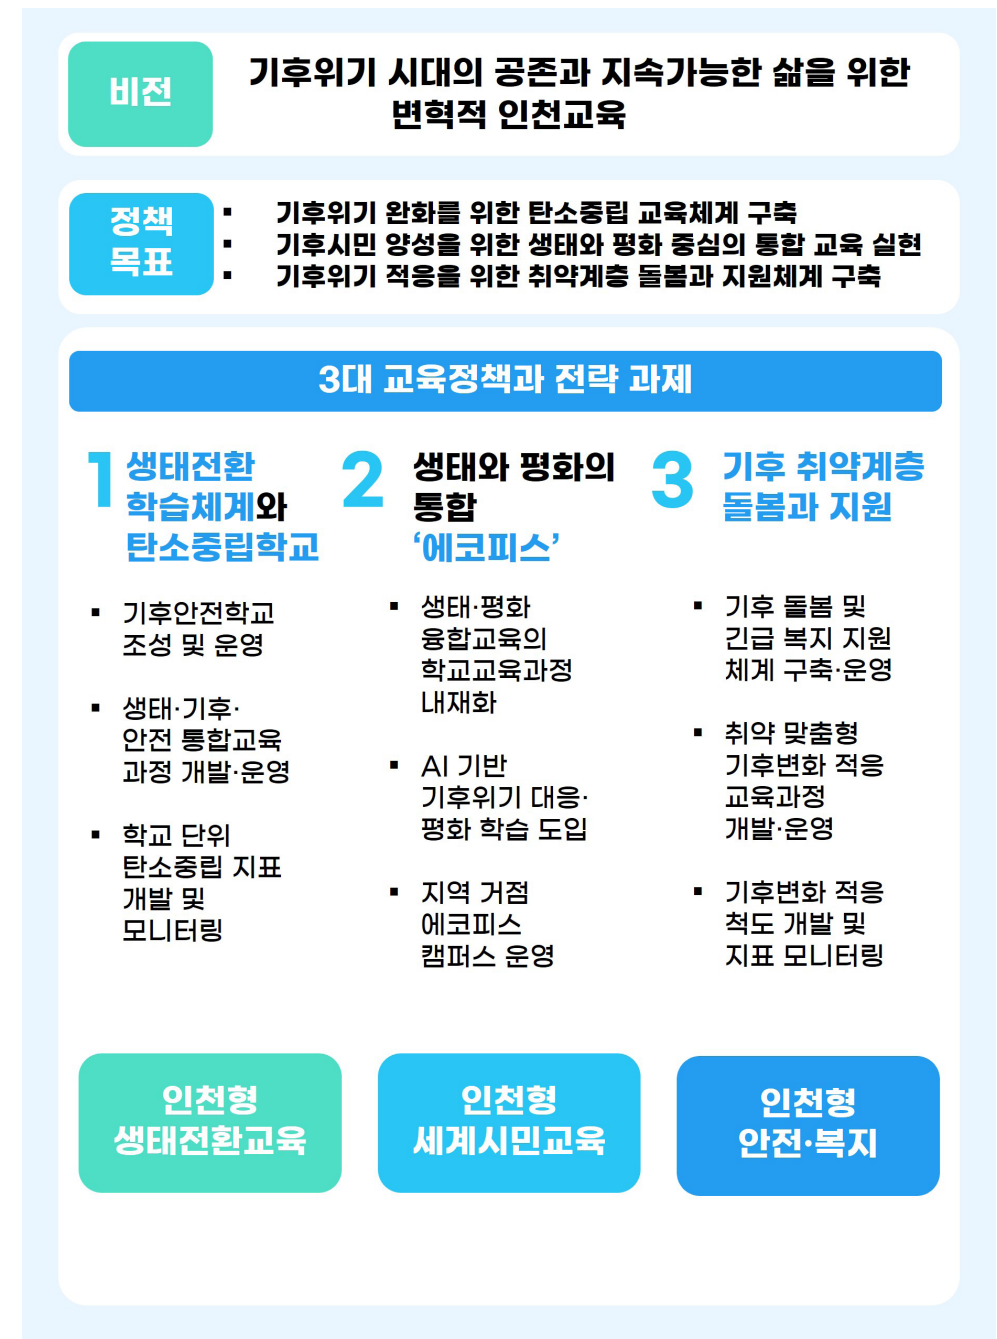 비전
기후위기 시대의 공존과 지속가능한 삶을 위한
변혁적 인천교육
정책
목표
▪ 기후위기 완화를 위한 탄소중립 교육체계 구축
▪ 기후시민 양성을 위한 생태와 평화 중심의 통합 교육 실현
▪ 기후위기 적응을 위한 취약계층 돌봄과 지원체계 구축
3대 교육정책과 전략 과제
1 생태전환
학습체계와
탄소중립학교
▪ 기후안전학교
조성 및 운영
▪ 생태·기후·
안전 통합교육
과정 개발·운영
▪ 학교 단위
탄소중립 지표
개발 및
모니터링
인천형
생태전환교육
2 생태와 평화의
통합
‘에코피스’
▪ 생태·평화
융합교육의
학교교육과정
내재화
▪ AI 기반
기후위기 대응·
평화 학습 도입
▪ 지역 거점
에코피스
캠퍼스 운영
인천형
세계시민교육
3 기후 취약계층
돌봄과 지원
▪ 기후 돌봄 및
긴급 복지 지원
체계 구축·운영
▪ 취약 맞춤형
기후변화 적응
교육과정
개발·운영
▪ 기후변화 적응
척도 개발 및
지표 모니터링
인천형
안전·복지